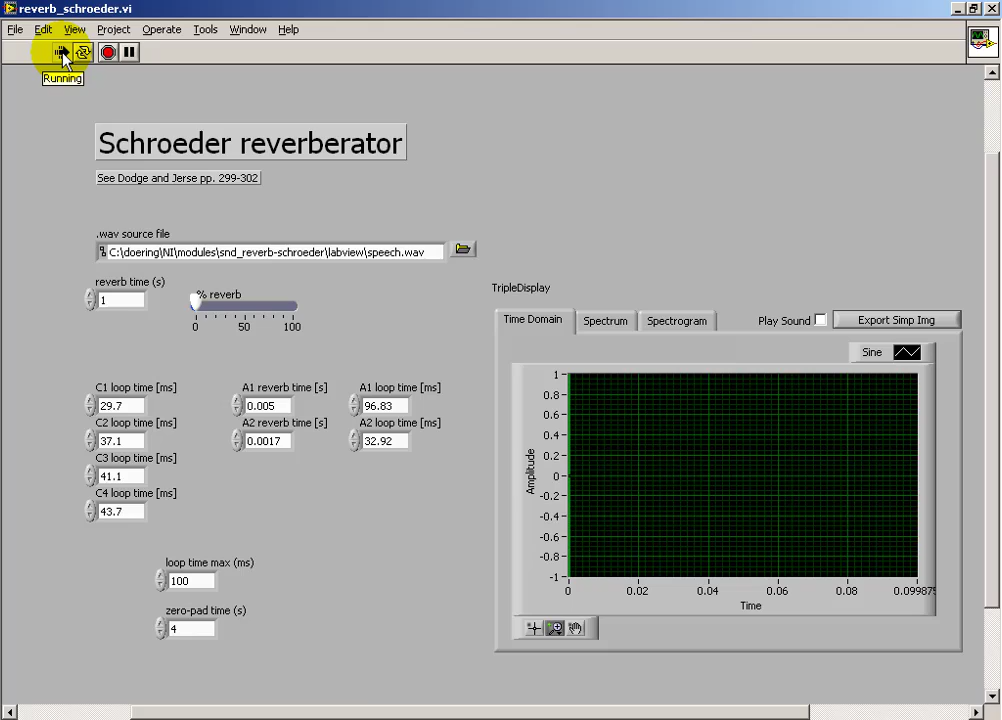 reverb_schroeder.vi
File Edit View Project Operate Tools Window Help
Running
Schroeder reverberator
See Dodge and Jerse pp. 299-302
.wav source file
C:\doering\NI\modules\snd_reverb-schroeder\labview\speech.wav
reverb time (s)
1
% reverb
0 50 100
C1 loop time [ms]
29.7
C2 loop time [ms]
37.1
C3 loop time [ms]
41.1
C4 loop time [ms]
43.7
A1 reverb time [s]
0.005
A2 reverb time [s]
0.0017
A1 loop time [ms]
96.83
A2 loop time [ms]
32.92
loop time max (ms)
100
zero-pad time (s)
4
TripleDisplay
Time Domain Spectrum Spectrogram
Play Sound Export Simp Img
Sine
Amplitude
1
0.8
0.6
0.4
0.2
0
-0.2
-0.4
-0.6
-0.8
-1
0 0.02 0.04 0.06 0.08 0.099875
Time